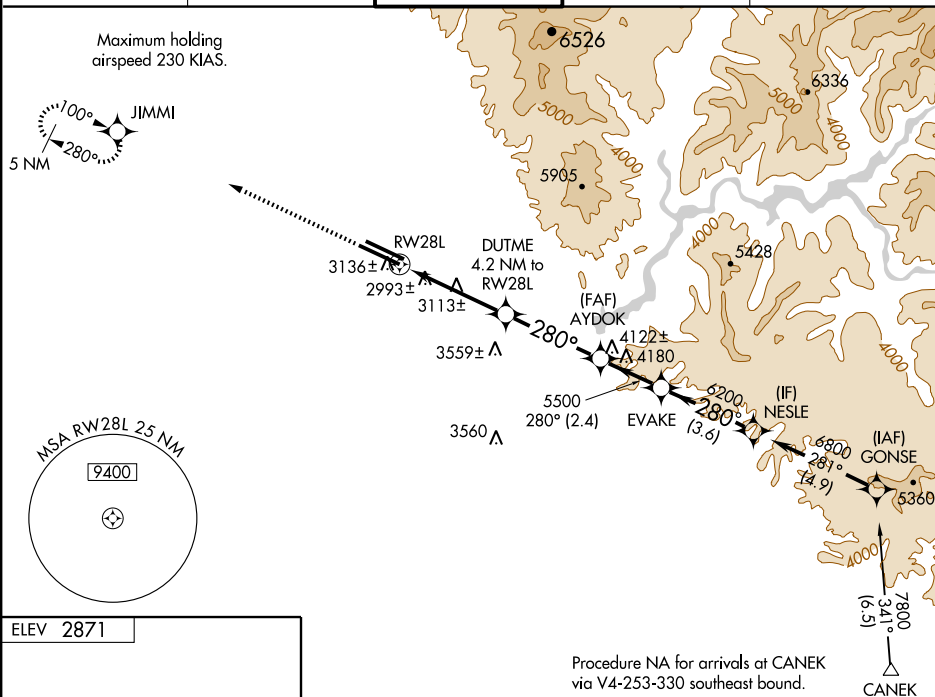 Maximum holding
airspeed 230 KIAS.
6526
6336
5000
4000
100°
JIMMI
280°
5 NM
5000
4000
5905
4000
5428
RW28L
3136±
2993±
3113±
DUTME
4.2 NM to
RW28L
280°
(FAF)
AYDOK
4122±
4180
3559±
4000
5500
280° (2.4)
EVAKE
6200
280°
(3.6)
(IF)
NESLE
3560
6800
281°
(4.9)
(IAF)
GONSE
5360
MSA RW28L 25 NM
9400
4000
7800
341°
(6.5)
ELEV 2871
Procedure NA for arrivals at CANEK
via V4-253-330 southeast bound.
CANEK